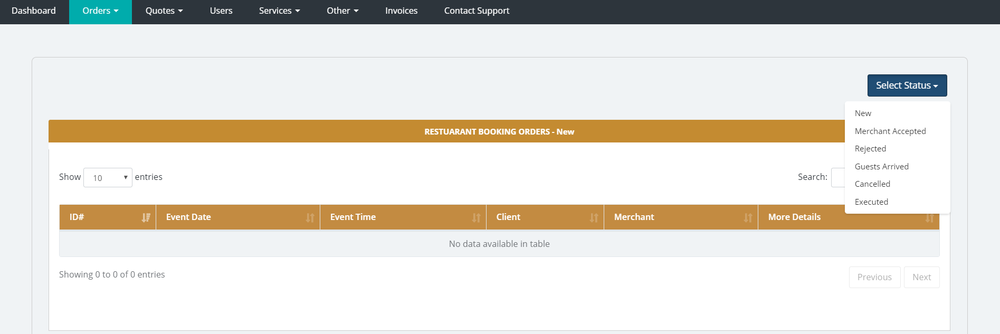 Dashboard Orders Quotes Users Services Other Invoices Contact Support
Select Status
New
Merchant Accepted
Rejected
Guests Arrived
Cancelled
Executed
RESTUARANT BOOKING ORDERS - New
Show 10 entries
Search:
ID# Event Date Event Time Client Merchant More Details
No data available in table
Showing 0 to 0 of 0 entries
Previous Next